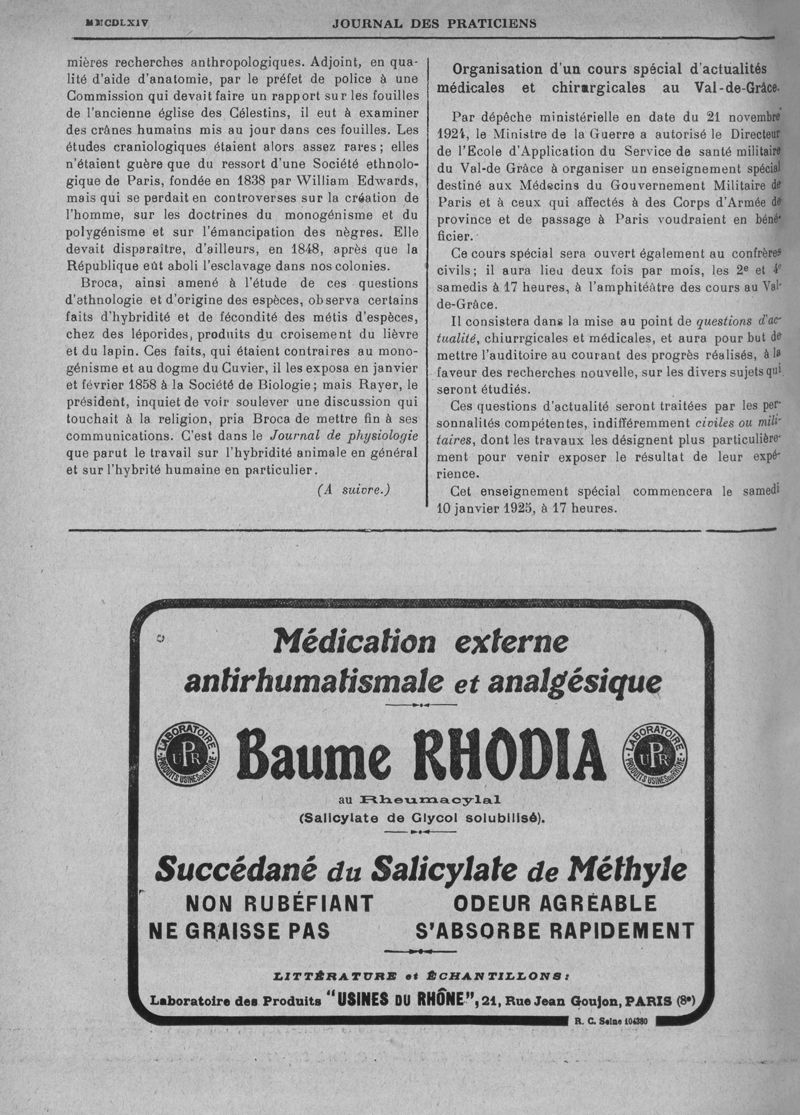 MMCDLXIV
JOURNAL DES PRATICIENS
mières recherches anthropologiques. Adjoint, en qua-
lité d'aide d'anatomie, par le préfet de police à une
Commission qui devait faire un rapport sur les fouilles
de l'ancienne église des Célestins, il eut à examiner
des crânes humains mis au jour dans ces fouilles. Les
études craniologiques étaient alors assez rares ; elles
n'étaient guère que du ressort d'une Société ethnolo-
gique de Paris, fondée en 1838 par William Edwards,
mais qui se perdait en controverses sur la création de
l'homme, sur les doctrines du monogénisme et du
polygénisme et sur l'émancipation des nègres. Elle
devait disparaître, d'ailleurs, en 1848, après que la
République eût aboli l'esclavage dans nos colonies.
Broca, ainsi amené à l'étude de ces questions
d'ethnologie et d'origine des espèces, observa certains
faits d'hybridité et de fécondité des métis d'espèces,
chez des léporides, produits du croisement du lièvre
et du lapin. Ces faits, qui étaient contraires au mono-
génisme et au dogme du Cuvier, il les exposa en janvier
et février 1858 à la Société de Biologie ; mais Rayer, le
président, inquiet de voir soulever une discussion qui
touchait à la religion, pria Broca de mettre fin à ses
communications. C'est dans le Journal de physiologie
que parut le travail sur l'hybridité animale en général
et sur l'hybrité humaine en particulier.
(A suivre.)
Organisation d'un cours spécial d'actualités
médicales et chirurgicales au Val-de-Grâce.
Par dépêche ministérielle en date du 21 novembre
1924, le Ministre de la Guerre a autorisé le Directeur
de l'Ecole d'Application du Service de santé militaire
du Val-de Grâce à organiser un enseignement spécial
destiné aux Médecins du Gouvernement Militaire de
Paris et à ceux qui affectés à des Corps d'Armée de
province et de passage à Paris voudraient en béné-
ficier.
Ce cours spécial sera ouvert également au confrères
civils ; il aura lieu deux fois par mois, les 2e et 4e
samedis à 17 heures, à l'amphitéâtre des cours au Val-
de-Grâce.
Il consistera dans la mise au point de questions d'ac-
tualité, chiurrgicales et médicales, et aura pour but de
mettre l'auditoire au courant des progrès réalisés, à la
faveur des recherches nouvelle, sur les divers sujets qui
seront étudiés.
Ces questions d'actualité seront traitées par les per-
sonnalités compétentes, indifféremment civiles ou mili-
taires, dont les travaux les désignent plus particulière-
ment pour venir exposer le résultat de leur expé-
rience.
Cet enseignement spécial commencera le samedi
10 janvier 1925, à 17 heures.
Médication externe
antirhumatismale et analgésique
LABORATOIRE
UPR
PRODUITS USINES DU RHÔNE
Baume RHODIA
LABORATOIRE
UPR
PRODUITS USINES DU RHÔNE
au Rheumacylal
(Salicylate de Glycol solubilisé).
Succédané du Salicylate de Méthyle
NON RUBÉFIANT ODEUR AGRÉABLE
NE GRAISSE PAS S'ABSORBE RAPIDEMENT
LITTÉRATURE et ÉCHANTILLONS :
Laboratoire des Produits "USINES DU RHÔNE", 21, Rue Jean Goujon, PARIS (8e)
R. C. Seine 104380